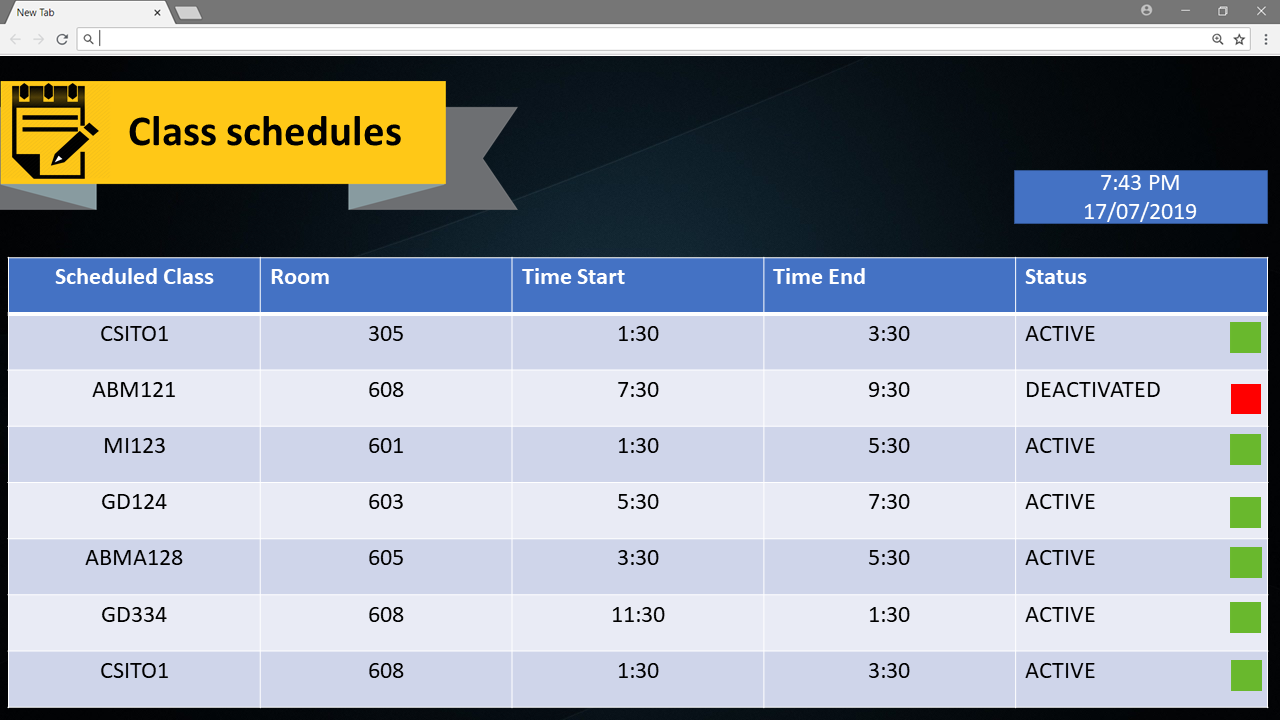 New Tab
Class schedules
7:43 PM
17/07/2019
Scheduled Class Room Time Start Time End Status
CSITO1 305 1:30 3:30 ACTIVE
ABM121 608 7:30 9:30 DEACTIVATED
MI123 601 1:30 5:30 ACTIVE
GD124 603 5:30 7:30 ACTIVE
ABMA128 605 3:30 5:30 ACTIVE
GD334 608 11:30 1:30 ACTIVE
CSITO1 608 1:30 3:30 ACTIVE